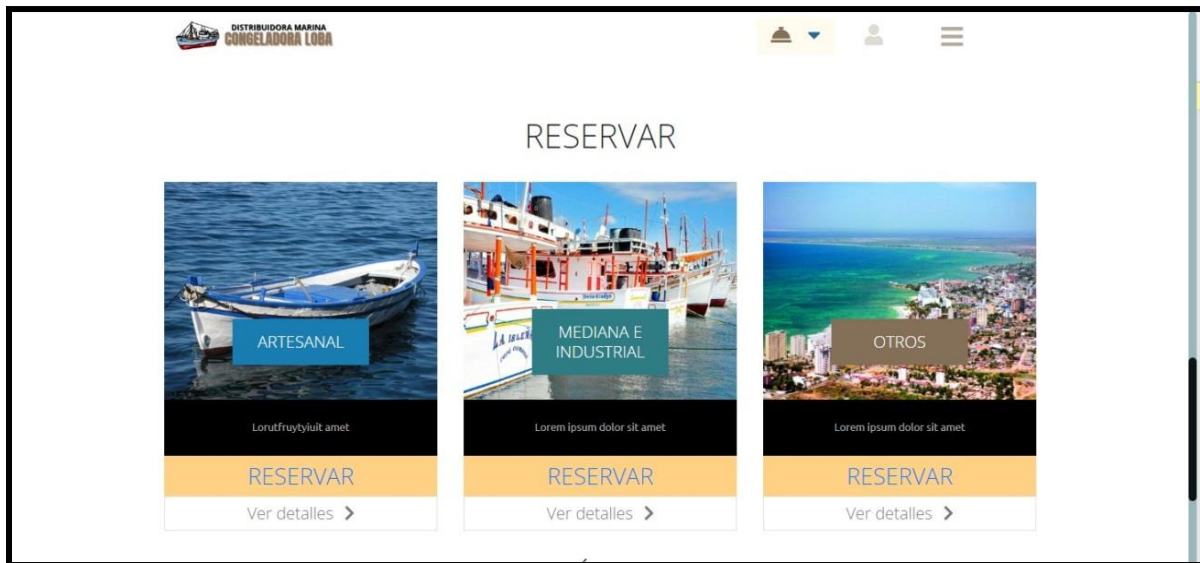 DISTRIBUIDORA MARINA
CONGELADORA LOBA
RESERVAR
ARTESANAL
Lorutfruytyiuit amet
RESERVAR
Ver detalles
MEDIANA E
INDUSTRIAL
Lorem ipsum dolor sit amet
RESERVAR
Ver detalles
OTROS
Lorem ipsum dolor sit amet
RESERVAR
Ver detalles